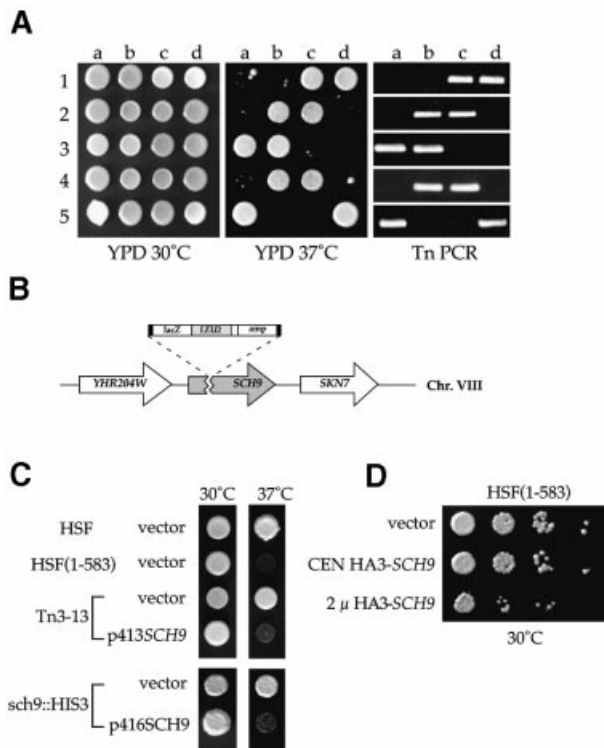 A
a b c d a b c d a b c d
1
2
3
4
5
YPD 30°C YPD 37°C Tn PCR
B
lacZ LEU2 amp
YHR204W SCH9 SKN7 Chr. VIII
C
30°C 37°C
HSF vector
HSF(1-583) vector
Tn3-13 vector
p413SCH9
sch9::HIS3 vector
p416SCH9
D
HSF(1-583)
vector
CEN HA3-SCH9
2 µ HA3-SCH9
30°C